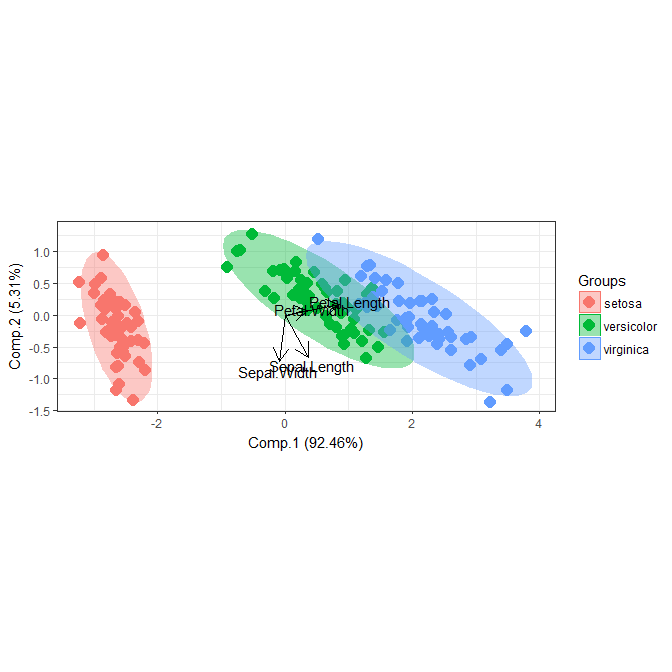 Comp.2 (5.31%)
1.0
0.5
0.0
-0.5
-1.0
-1.5
Petal.Length
Petal.Width
Sepal.Length
Sepal.Width
-2
0
2
4
Comp.1 (92.46%)
Groups
setosa
versicolor
virginica